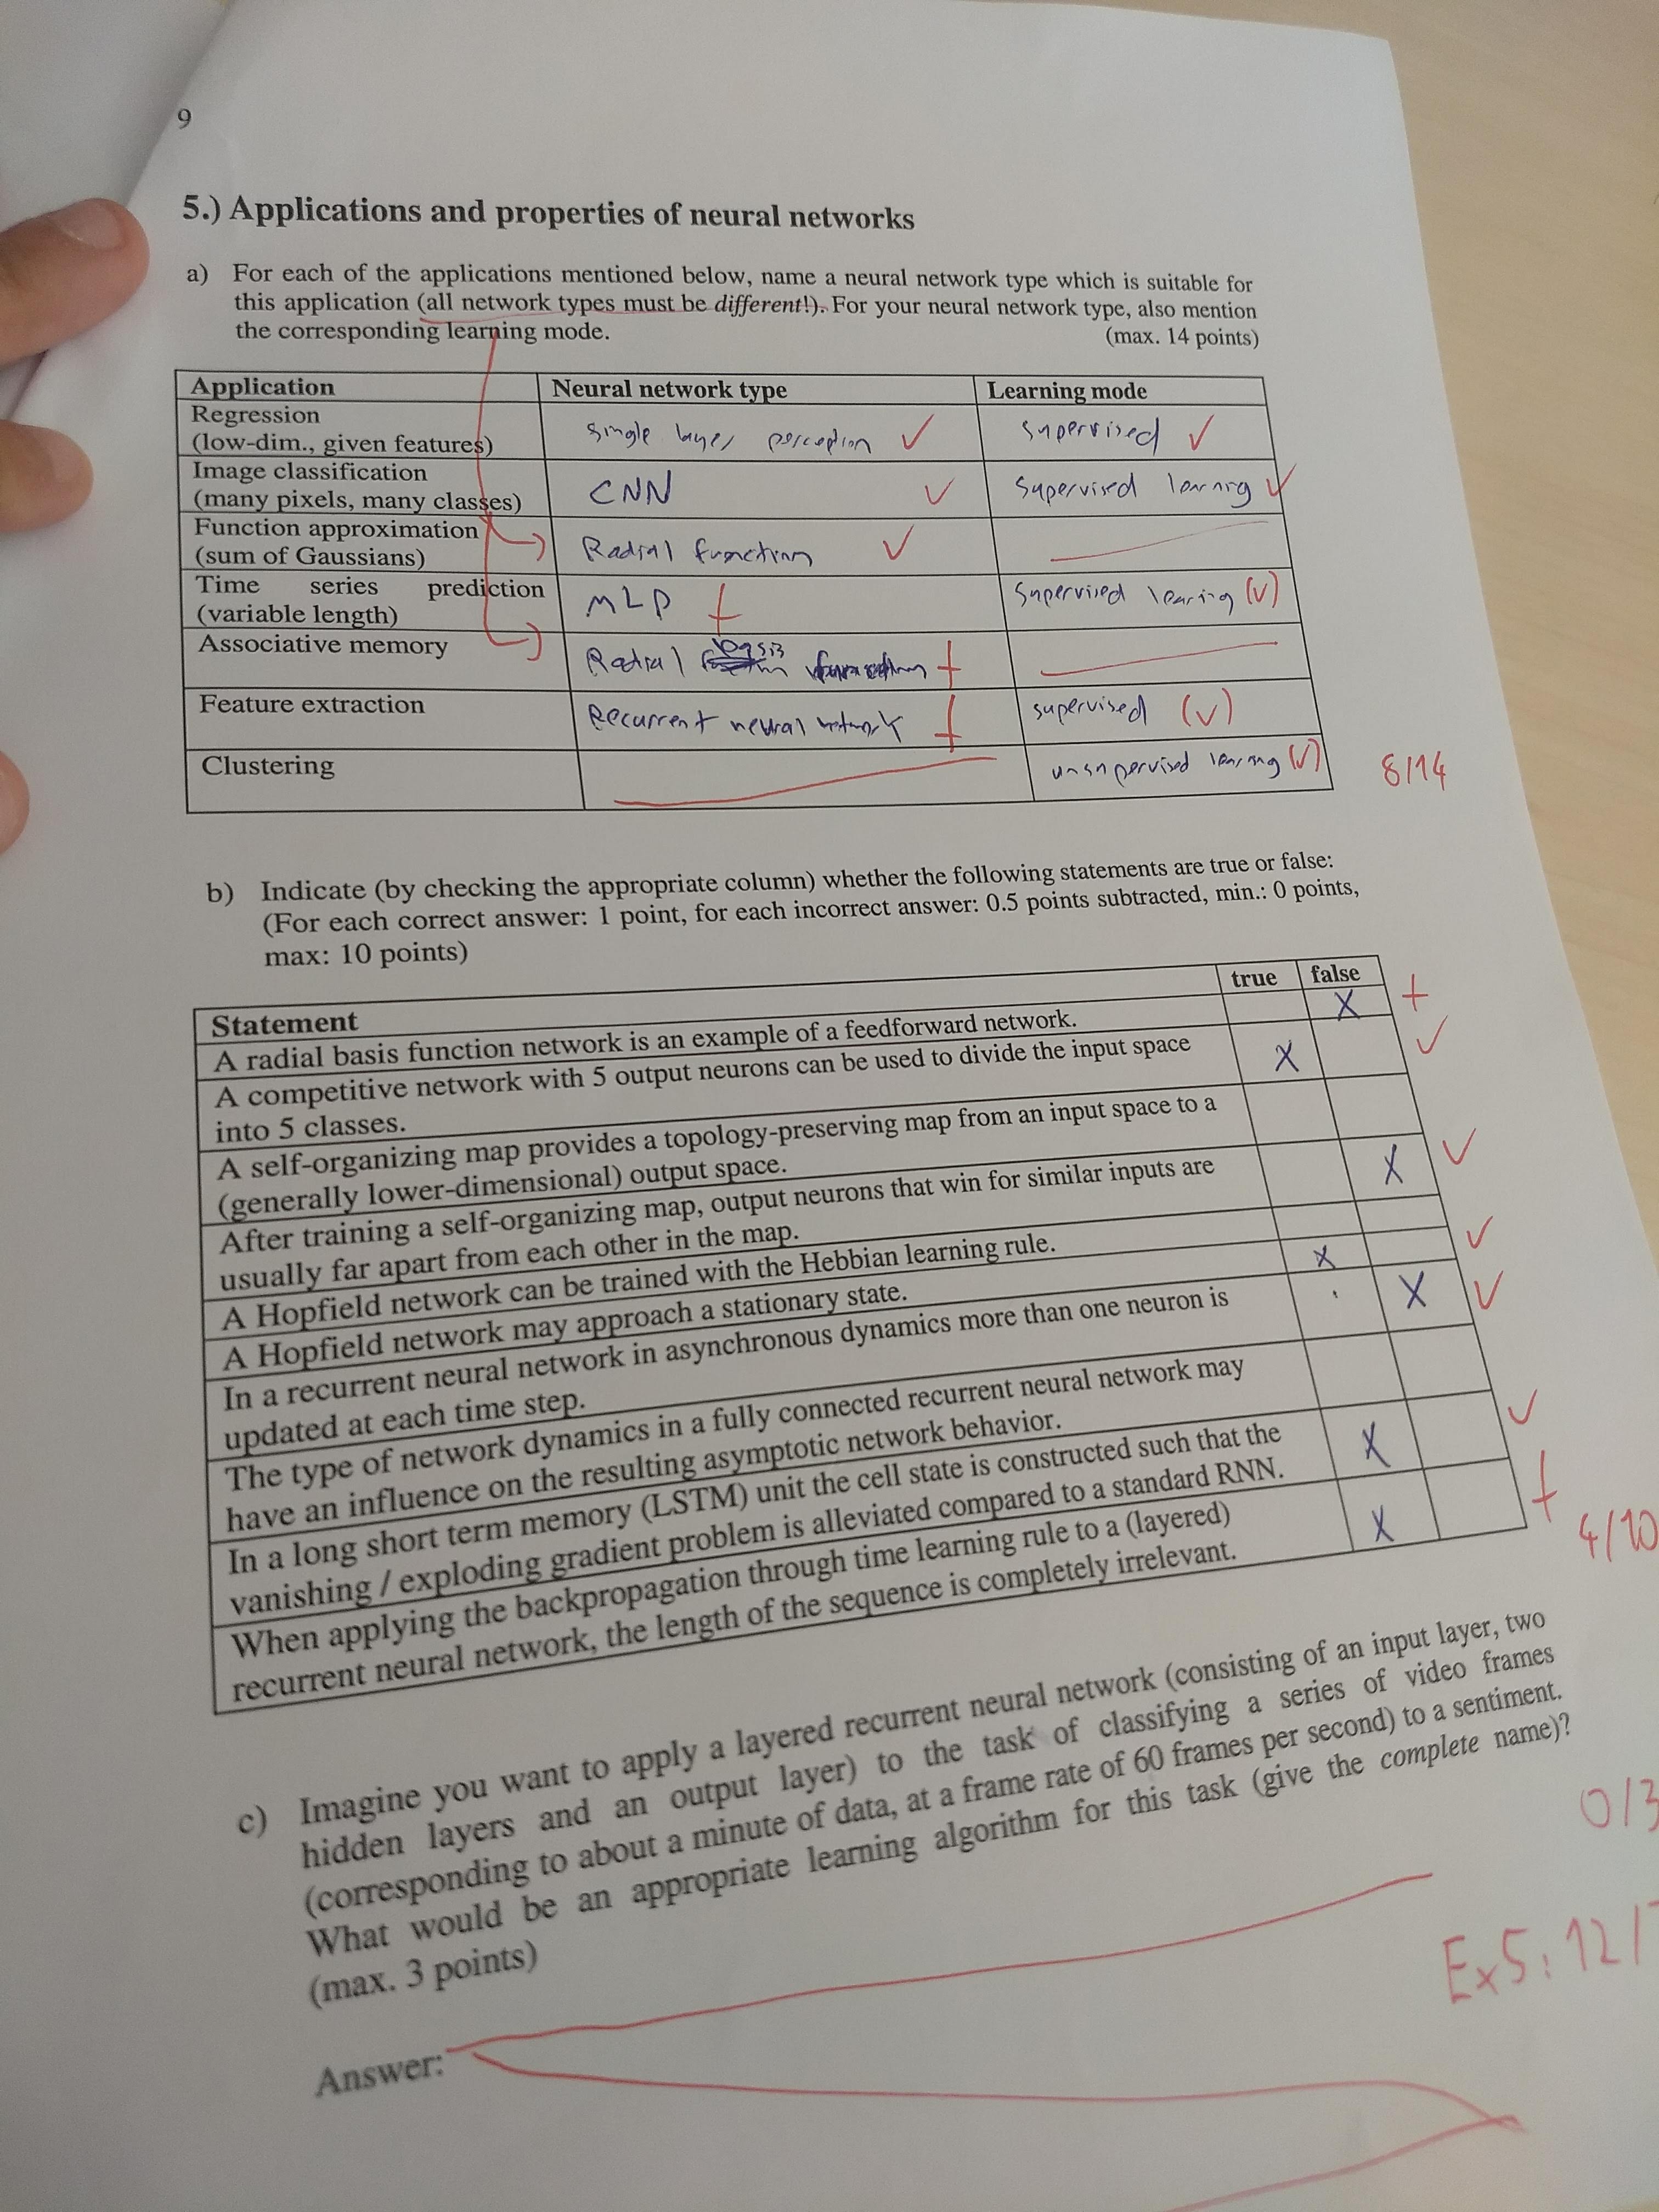 9
5.) Applications and properties of neural networks
a) For each of the applications mentioned below, name a neural network type which is suitable for
this application (all network types must be different!). For your neural network type, also mention
the corresponding learning mode. (max. 14 points)
Application Neural network type Learning mode
Regression
(low-dim., given features) single layer perception ✓ supervised ✓
Image classification
(many pixels, many classes) CNN ✓ Supervised learnig ✓
Function approximation
(sum of Gaussians) Radial function ✓
Time series prediction
(variable length) MLP Supervised learing (✓)
Associative memory Radial
Feature extraction Recurrent neural network supervised (✓)
Clustering unsupervised learning (✓)
8/14
b) Indicate (by checking the appropriate column) whether the following statements are true or false:
(For each correct answer: 1 point, for each incorrect answer: 0.5 points subtracted, min.: 0 points,
max: 10 points)
Statement true false
A radial basis function network is an example of a feedforward network. X
A competitive network with 5 output neurons can be used to divide the input space
into 5 classes. X ✓
A self-organizing map provides a topology-preserving map from an input space to a
(generally lower-dimensional) output space.
After training a self-organizing map, output neurons that win for similar inputs are
usually far apart from each other in the map. X ✓
A Hopfield network can be trained with the Hebbian learning rule.
A Hopfield network may approach a stationary state. X ✓
In a recurrent neural network in asynchronous dynamics more than one neuron is
updated at each time step. X ✓
The type of network dynamics in a fully connected recurrent neural network may
have an influence on the resulting asymptotic network behavior.
In a long short term memory (LSTM) unit the cell state is constructed such that the
vanishing / exploding gradient problem is alleviated compared to a standard RNN. X ✓
When applying the backpropagation through time learning rule to a (layered)
recurrent neural network, the length of the sequence is completely irrelevant. X
4/10
c) Imagine you want to apply a layered recurrent neural network (consisting of an input layer, two
hidden layers and an output layer) to the task of classifying a series of video frames
(corresponding to about a minute of data, at a frame rate of 60 frames per second) to a sentiment.
What would be an appropriate learning algorithm for this task (give the complete name)?
(max. 3 points)
0/3
Ex5: 12/
Answer: